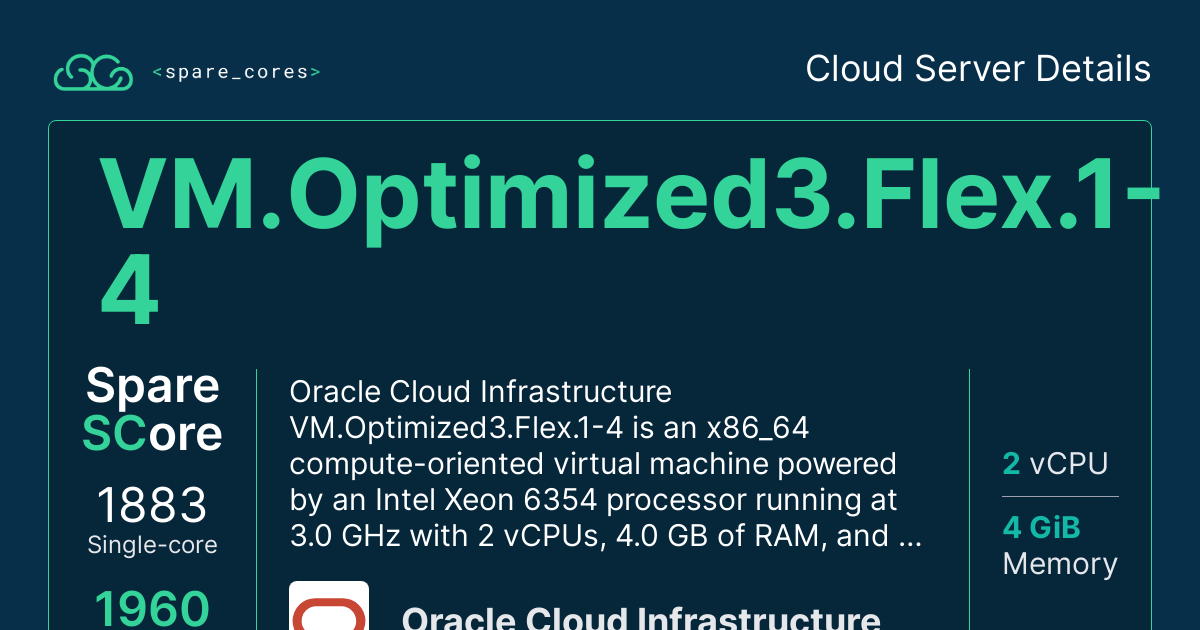 <spare_cores>
Cloud Server Details
VM.Optimized3.Flex.1-
4
Spare
SCore
1883
Single-core
1960
Oracle Cloud Infrastructure
VM.Optimized3.Flex.1-4 is an x86_64
compute-oriented virtual machine powered
by an Intel Xeon 6354 processor running at
3.0 GHz with 2 vCPUs, 4.0 GB of RAM, and ...
Oracle Cloud Infrastructure
2 vCPU
4 GiB
Memory